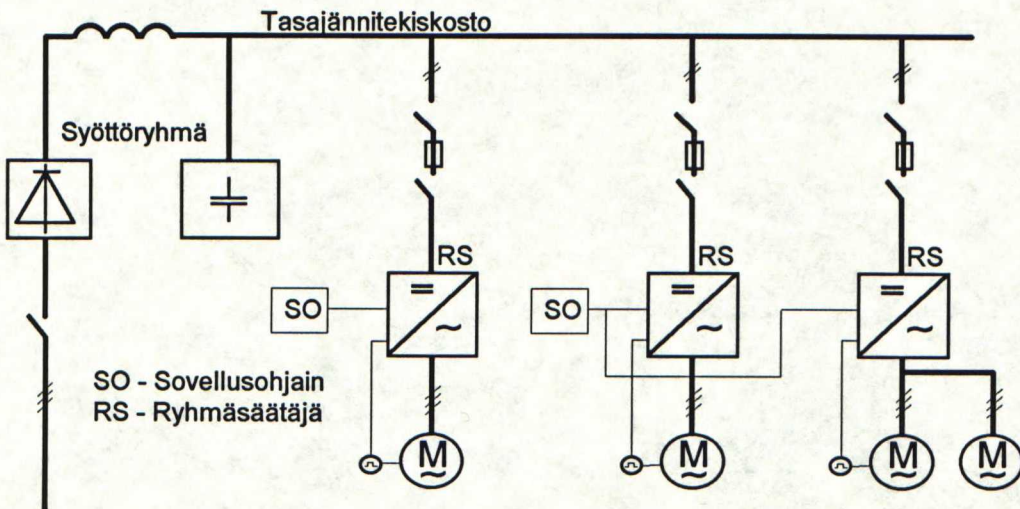 Tasajännitekiskosto
Syöttöryhmä
RS
RS
RS
SO
SO
SO - Sovellusohjain
RS - Ryhmäsäätäjä
M
M
M
M